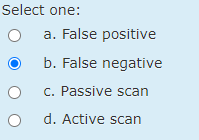 Select one:
a. False positive
b. False negative
c. Passive scan
d. Active scan